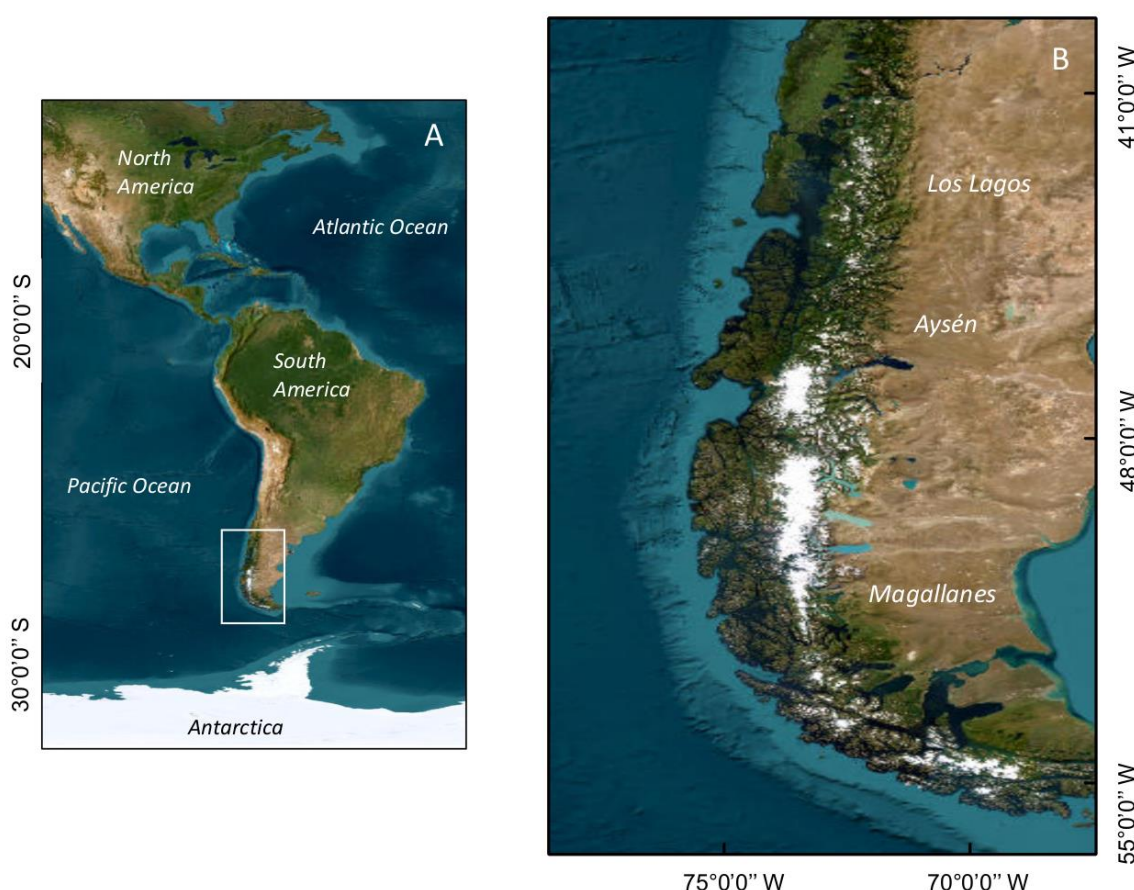 A
North
America
Atlantic Ocean
20°0'0'' S
South
America
Pacific Ocean
30°0'0'' S
Antarctica
B
41°0'0'' W
Los Lagos
Aysén
48°0'0'' W
Magallanes
55°0'0'' W
75°0'0'' W
70°0'0'' W